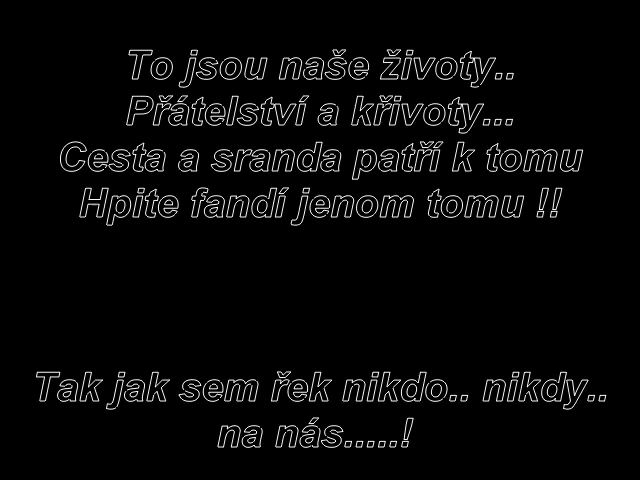 To jsou naše životy..
Přátelství a křivoty...
Cesta a sranda patří k tomu
Hpite fandí jenom tomu !!
Tak jak sem řek nikdo.. nikdy..
na nás.....!